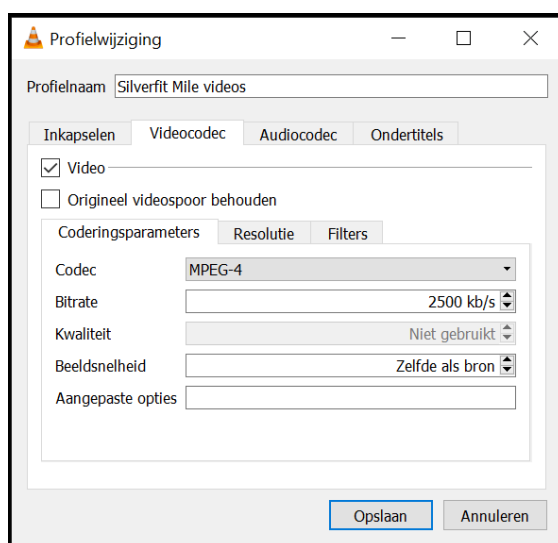 Profielwijziging
Profielnaam Silverfit Mile videos
Inkapselen Videocodec Audiocodec Ondertitels
Video
Origineel videospoor behouden
Coderingsparameters Resolutie Filters
Codec MPEG-4
Bitrate 2500 kb/s
Kwaliteit Niet gebruikt
Beeldsnelheid Zelfde als bron
Aangepaste opties
Opslaan Annuleren